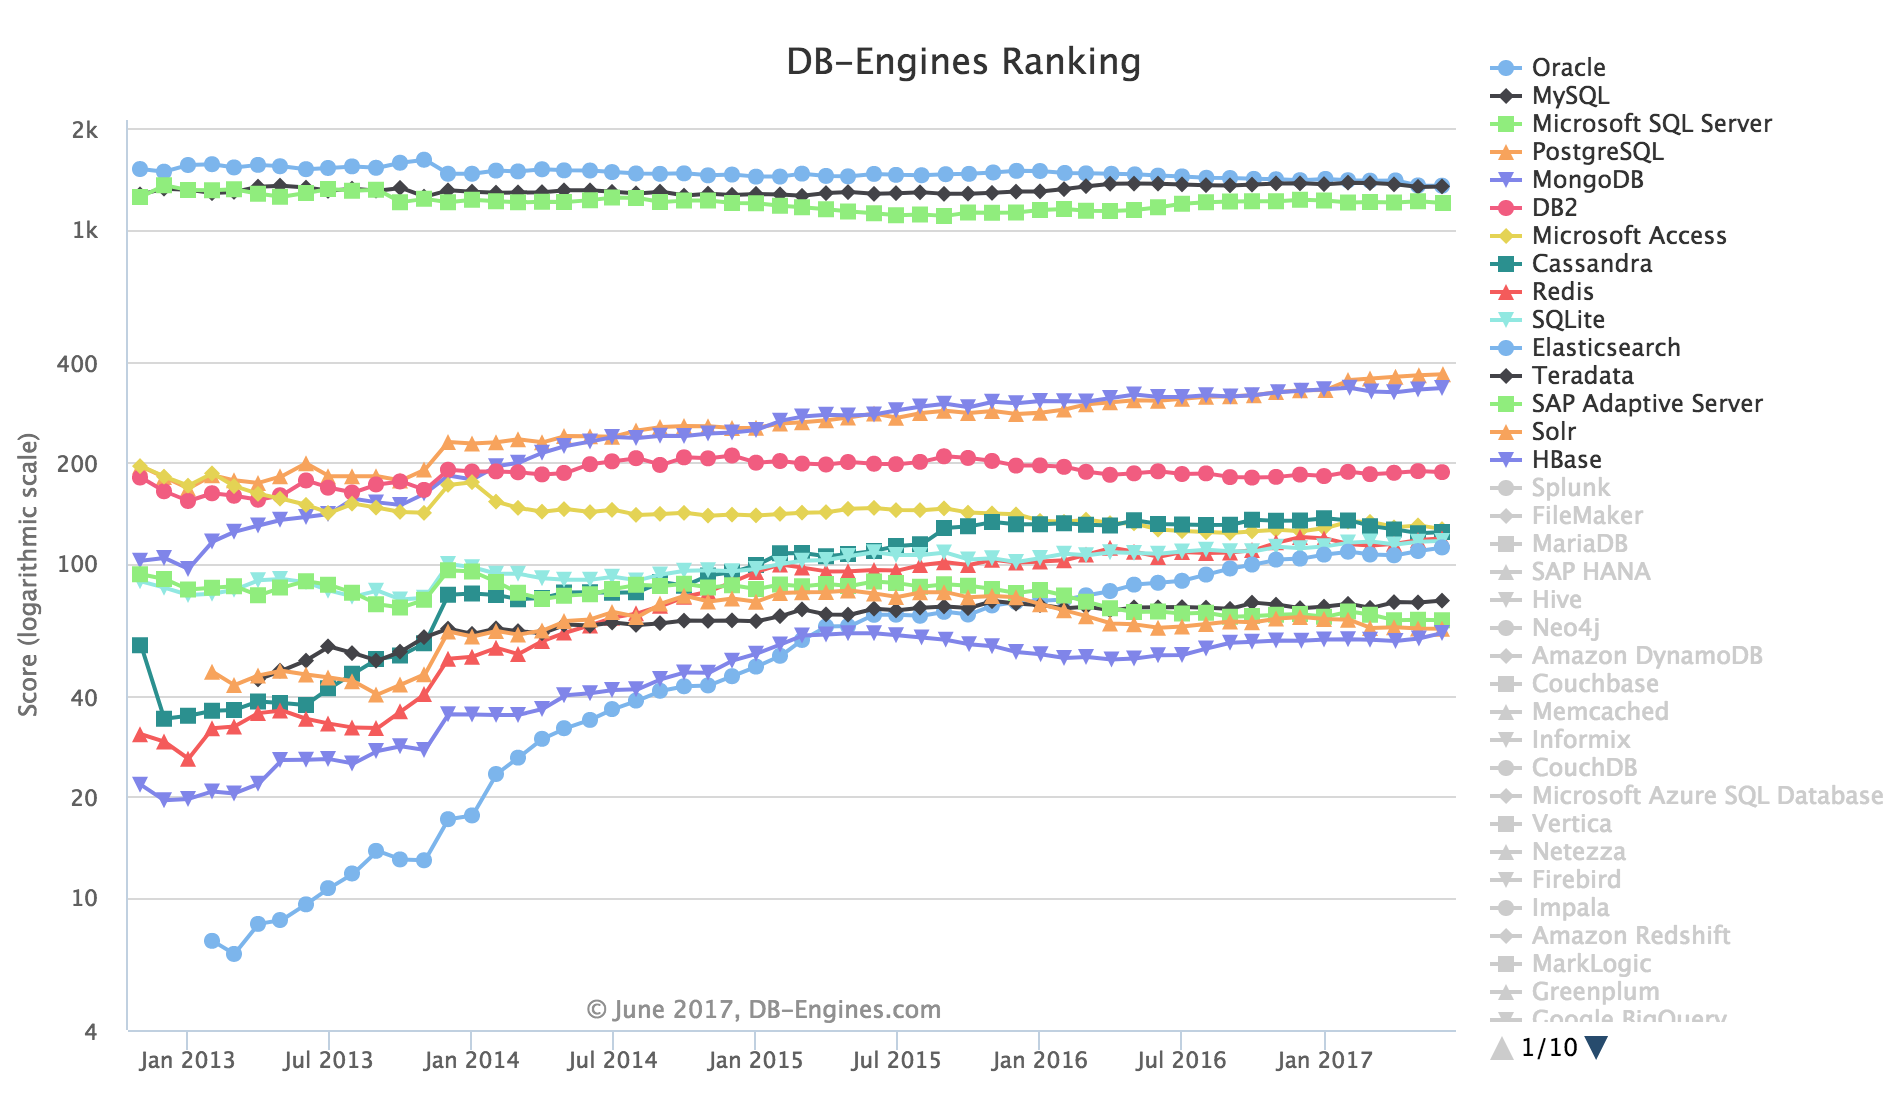 DB-Engines Ranking
Score (logarithmic scale)
2k
1k
400
200
100
40
20
10
4
Jan 2013
Jul 2013
Jan 2014
Jul 2014
Jan 2015
Jul 2015
Jan 2016
Jul 2016
Jan 2017
© June 2017, DB-Engines.com
Oracle
MySQL
Microsoft SQL Server
PostgreSQL
MongoDB
DB2
Microsoft Access
Cassandra
Redis
SQLite
Elasticsearch
Teradata
SAP Adaptive Server
Solr
HBase
Splunk
FileMaker
MariaDB
SAP HANA
Hive
Neo4j
Amazon DynamoDB
Couchbase
Memcached
Informix
CouchDB
Microsoft Azure SQL Database
Vertica
Netezza
Firebird
Impala
Amazon Redshift
MarkLogic
Greenplum
Google BigQuery
1/10